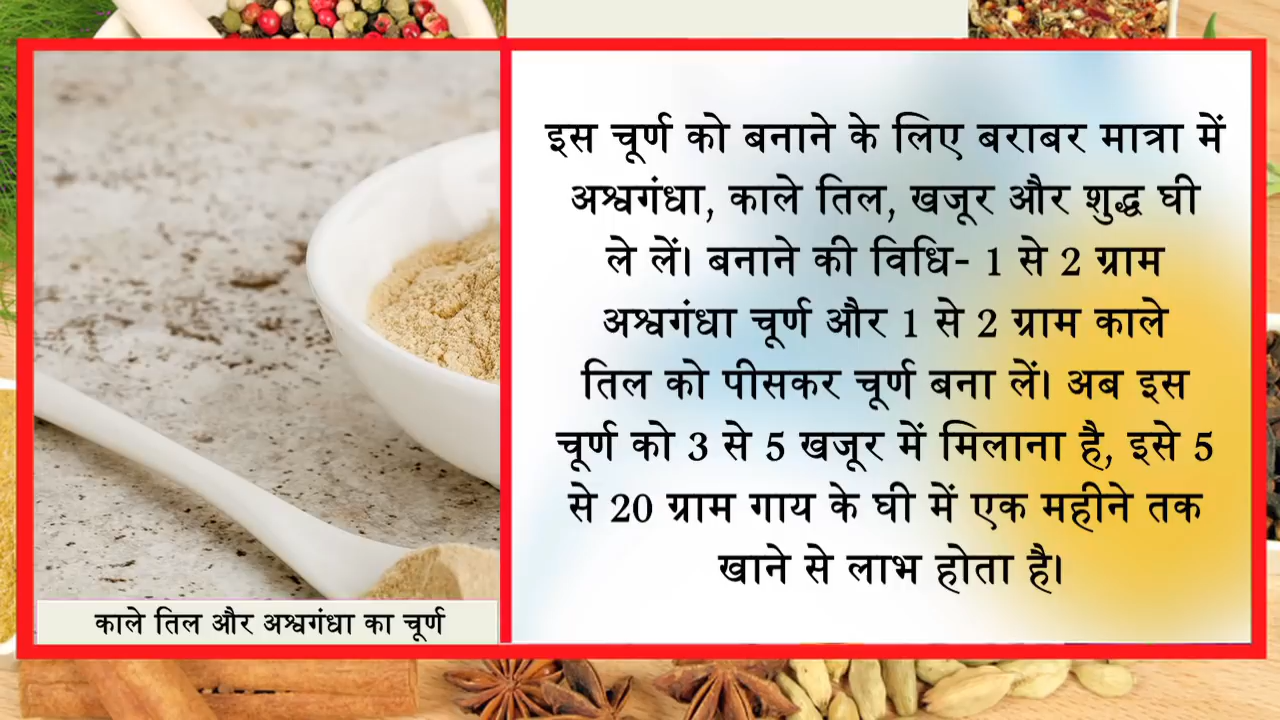 इस चूर्ण को बनाने के लिए बराबर मात्रा में
अश्वगंधा, काले तिल, खजूर और शुद्ध घी
ले लें। बनाने की विधि- 1 से 2 ग्राम
अश्वगंधा चूर्ण और 1 से 2 ग्राम काले
तिल को पीसकर चूर्ण बना लें। अब इस
चूर्ण को 3 से 5 खजूर में मिलाना है, इसे 5
से 20 ग्राम गाय के घी में एक महीने तक
खाने से लाभ होता है।
काले तिल और अश्वगंधा का चूर्ण